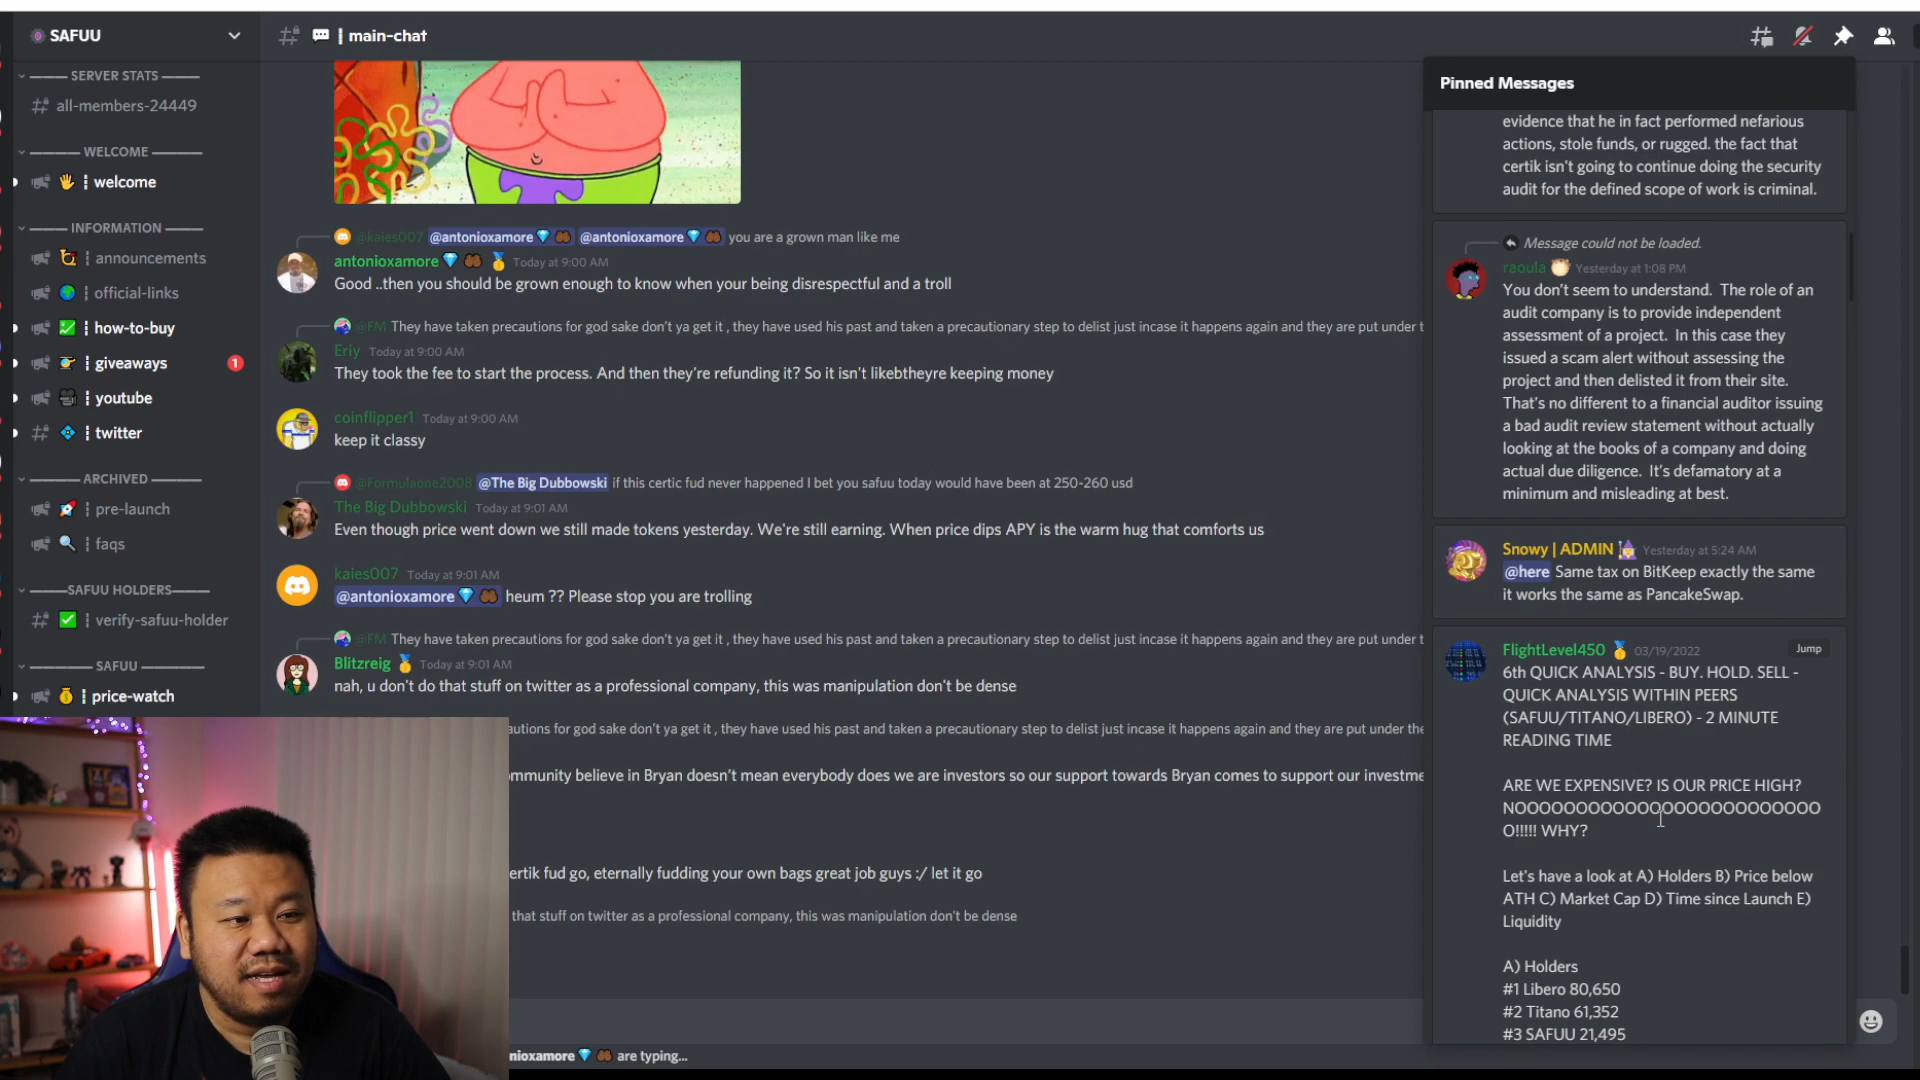 SAFUU
SERVER STATS
all-members-24449
WELCOME
welcome
INFORMATION
announcements
official-links
how-to-buy
giveaways
1
youtube
twitter
ARCHIVED
pre-launch
faqs
SAFUU HOLDERS
verify-safuu-holder
SAFUU
price-watch
main-chat
@kaies007 @antonioxamore @antonioxamore you are a grown man like me
antonioxamore Today at 9:00 AM
Good ..then you should be grown enough to know when your being disrespectful and a troll
@FM They have taken precautions for god sake don't ya get it , they have used his past and taken a precautionary step to delist just incase it happens again and they are put under t
Eriy Today at 9:00 AM
They took the fee to start the process. And then they're refunding it? So it isn't likebtheyre keeping money
coinflipper1 Today at 9:00 AM
keep it classy
@Formulaone2008 @The Big Dubbowski if this certic fud never happened I bet you safuu today would have been at 250-260 usd
The Big Dubbowski Today at 9:01 AM
Even though price went down we still made tokens yesterday. We're still earning. When price dips APY is the warm hug that comforts us
kaies007 Today at 9:01 AM
@antonioxamore heum ?? Please stop you are trolling
@FM They have taken precautions for god sake don't ya get it , they have used his past and taken a precautionary step to delist just incase it happens again and they are put under t
Blitzreig Today at 9:01 AM
nah, u don't do that stuff on twitter as a professional company, this was manipulation don't be dense
autions for god sake don't ya get it , they have used his past and taken a precautionary step to delist just incase it happens again and they are put under the
ommunity believe in Bryan doesn't mean everybody does we are investors so our support towards Bryan comes to support our investme
ertik fud go, eternally fudding your own bags great job guys :/ let it go
that stuff on twitter as a professional company, this was manipulation don't be dense
nioxamore are typing...
Pinned Messages
evidence that he in fact performed nefarious
actions, stole funds, or rugged. the fact that
certik isn't going to continue doing the security
audit for the defined scope of work is criminal.
Message could not be loaded.
raoula Yesterday at 1:08 PM
You don't seem to understand. The role of an
audit company is to provide independent
assessment of a project. In this case they
issued a scam alert without assessing the
project and then delisted it from their site.
That's no different to a financial auditor issuing
a bad audit review statement without actually
looking at the books of a company and doing
actual due diligence. It's defamatory at a
minimum and misleading at best.
Snowy | ADMIN Yesterday at 5:24 AM
@here Same tax on BitKeep exactly the same
it works the same as PancakeSwap.
FlightLevel450 03/19/2022
Jump
6th QUICK ANALYSIS - BUY. HOLD. SELL -
QUICK ANALYSIS WITHIN PEERS
(SAFUU/TITANO/LIBERO) - 2 MINUTE
READING TIME
ARE WE EXPENSIVE? IS OUR PRICE HIGH?
NOOOOOOOOOOOOOOOOOOOOOOOOO
O!!!!! WHY?
Let's have a look at A) Holders B) Price below
ATH C) Market Cap D) Time since Launch E)
Liquidity
A) Holders
#1 Libero 80,650
#2 Titano 61,352
#3 SAFUU 21,495